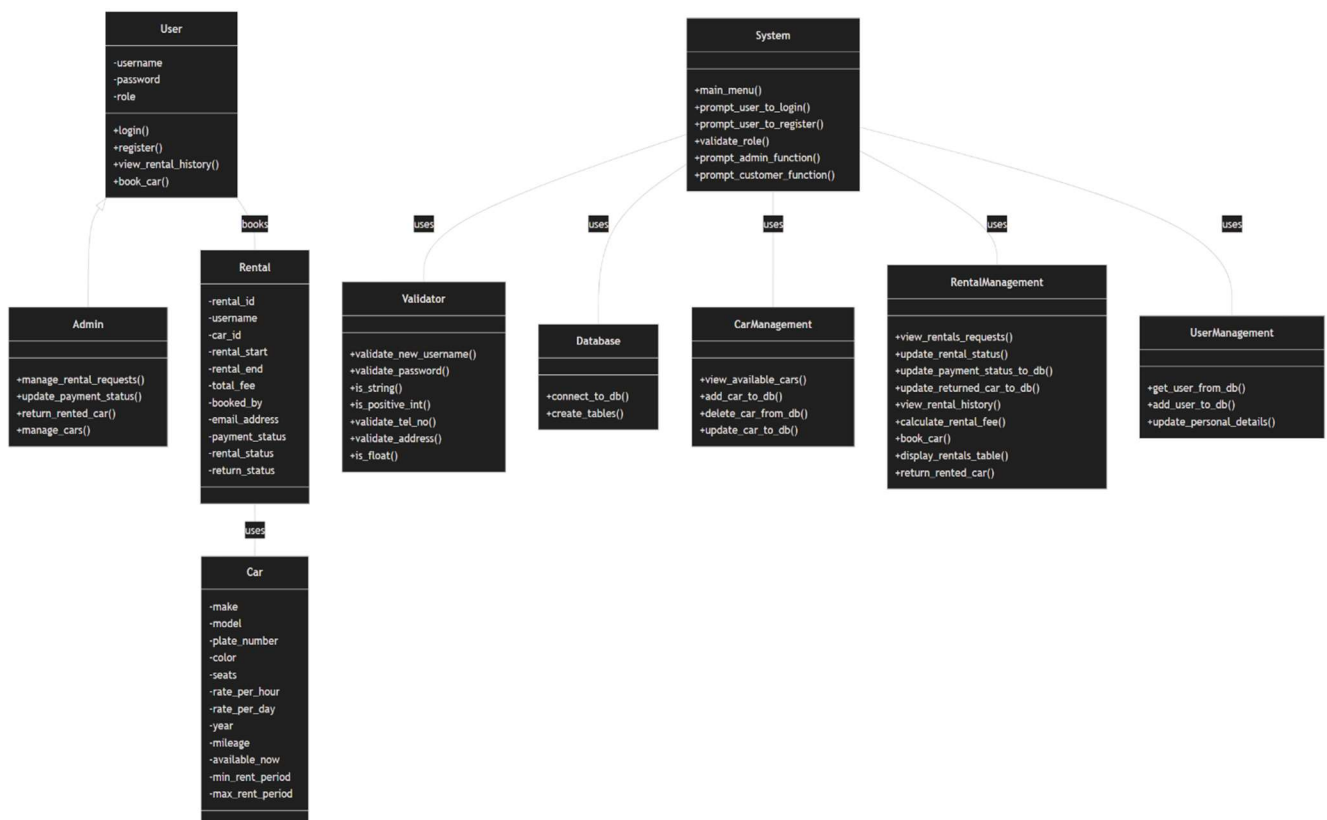 User
-username
-password
-role
+login()
+register()
+view_rental_history()
+book_car()
System
+main_menu()
+prompt_user_to_login()
+prompt_user_to_register()
+validate_role()
+prompt_admin_function()
+prompt_customer_function()
books
uses
uses
uses
uses
uses
Admin
+manage_rental_requests()
+update_payment_status()
+return_rented_car()
+manage_cars()
Rental
-rental_id
-username
-car_id
-rental_start
-rental_end
-total_fee
-booked_by
-email_address
-payment_status
-rental_status
-return_status
Validator
+validate_new_username()
+validate_password()
+is_string()
+is_positive_int()
+validate_tel_no()
+validate_address()
+is_float()
Database
+connect_to_db()
+create_tables()
CarManagement
+view_available_cars()
+add_car_to_db()
+delete_car_from_db()
+update_car_to_db()
RentalManagement
+view_rentals_requests()
+update_rental_status()
+update_payment_status_to_db()
+update_returned_car_to_db()
+view_rental_history()
+calculate_rental_fee()
+book_car()
+display_rentals_table()
+return_rented_car()
UserManagement
+get_user_from_db()
+add_user_to_db()
+update_personal_details()
uses
Car
-make
-model
-plate_number
-color
-seats
-rate_per_hour
-rate_per_day
-year
-mileage
-available_now
-min_rent_period
-max_rent_period